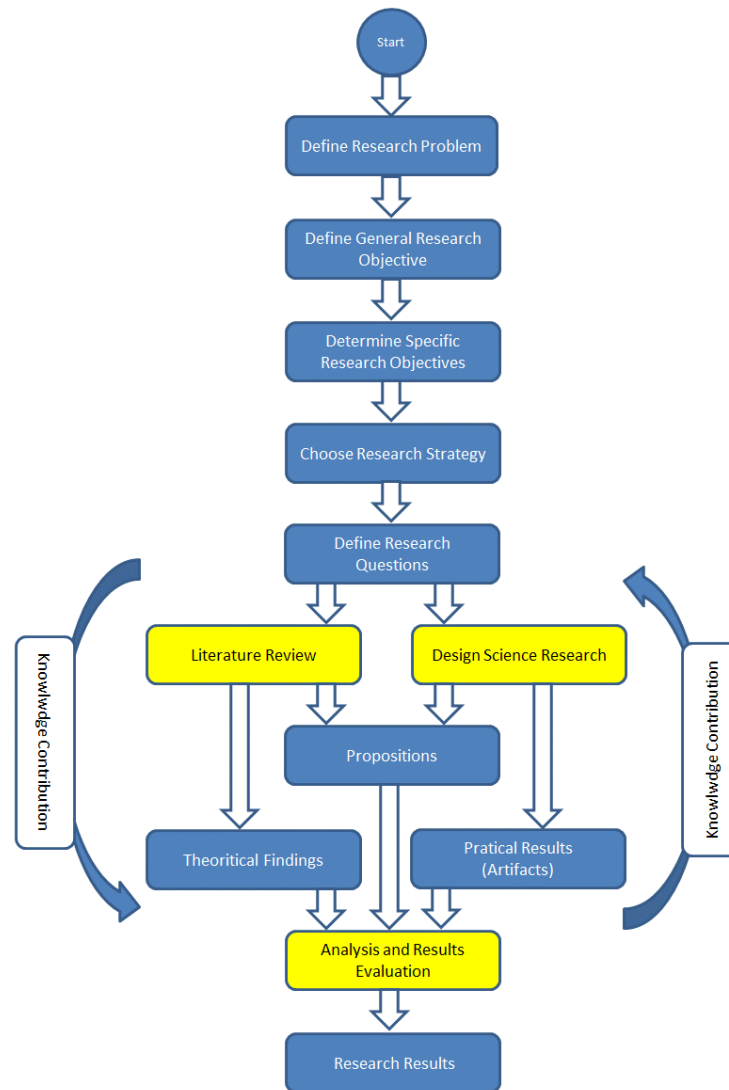 Start
Define Research Problem
Define General Research
Objective
Determine Specific
Research Objectives
Choose Research Strategy
Define Research
Questions
Literature Review
Design Science Research
Knowlwdge Contribution
Knowlwdge Contribution
Propositions
Theoritical Findings
Pratical Results
(Artifacts)
Analysis and Results
Evaluation
Research Results